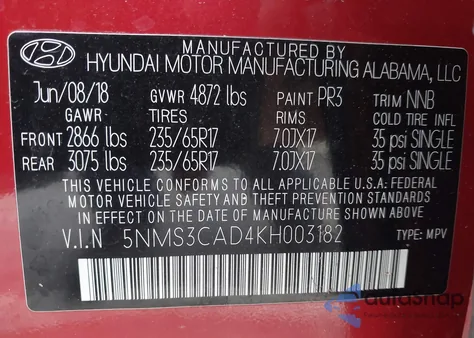 MANUFACTURED BY
HYUNDAI MOTOR MANUFACTURING ALABAMA, LLC
Jun/08/18 GVWR 4872 lbs PAINT PR3 TRIM NNB
GAWR TIRES RIMS COLD TIRE INFL
FRONT 2866 lbs 235/65R17 7.0JX17 35 psi SINGLE
REAR 3075 lbs 235/65R17 7.0JX17 35 psi SINGLE
THIS VEHICLE CONFORMS TO ALL APPLICABLE U.S.A. FEDERAL
MOTOR VEHICLE SAFETY AND THEFT PREVENTION STANDARDS
IN EFFECT ON THE DATE OF MANUFACTURE SHOWN ABOVE.
V.I.N 5NMS3CAD4KH003182 TYPE: MPV
autosnap